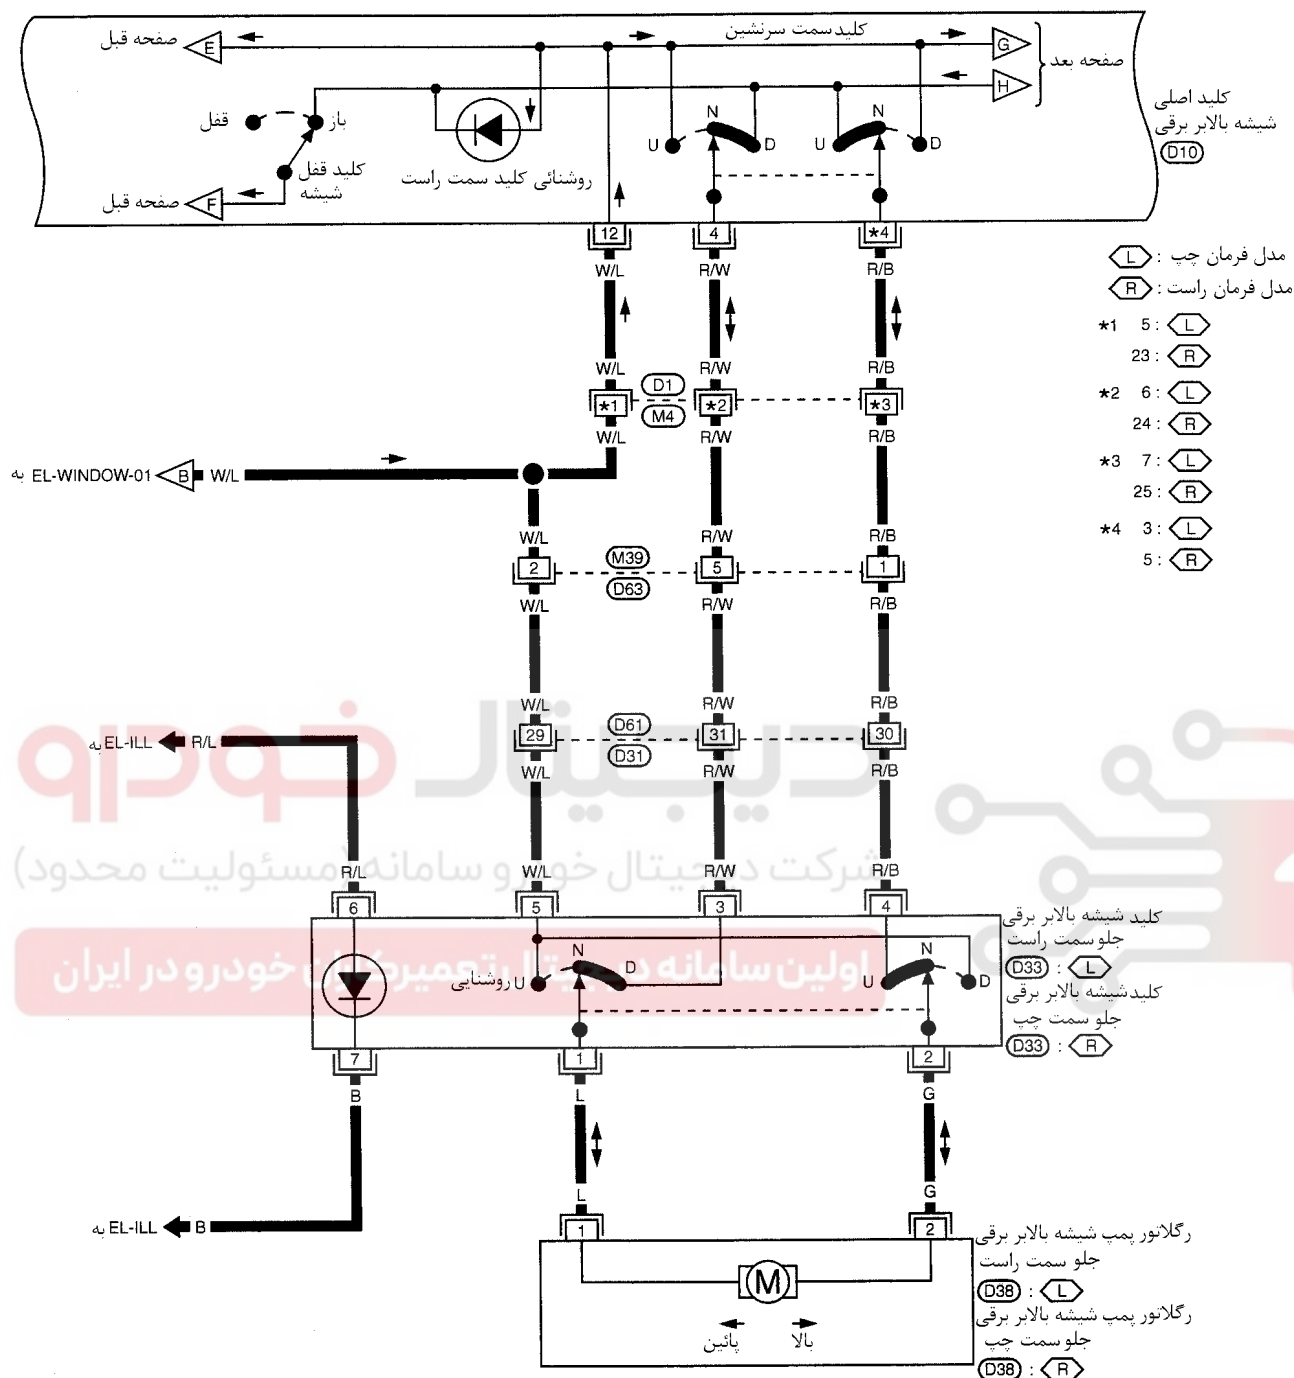 صفحه قبل
E
کلید سمت سرنشین
G
صفحه بعد
H
قفل
باز
N
N
U
D
U
D
کلید قفل
شیشه
روشنائی کلید سمت راست
صفحه قبل
F
کلید اصلی
شیشه بالابر برقی
D10
12
4
*4
W/L
R/W
R/B
مدل فرمان چپ : L
مدل فرمان راست : R
*1 5 : L
23 : R
*2 6 : L
24 : R
*3 7 : L
25 : R
*4 3 : L
5 : R
W/L
R/W
R/B
D1
*1
*2
*3
M4
W/L
R/W
R/B
به EL-WINDOW-01
B
W/L
W/L
R/W
R/B
M39
2
5
1
D63
W/L
R/W
R/B
W/L
R/W
R/B
D61
29
31
30
D31
W/L
R/W
R/B
به EL-ILL
R/L
دیجیتال خودرو
شرکت دیجیتال خودرو سامانه (مسئولیت محدود)
اولین سامانه دیجیتال تعمیرکاران خودرو در ایران
R/L
W/L
R/W
R/B
6
5
3
4
کلید شیشه بالابر برقی
جلو سمت راست
D33 : L
کلید شیشه بالابر برقی
جلو سمت چپ
D33 : R
N
N
روشنایی
U
D
U
D
7
1
2
B
L
G
L
G
به EL-ILL
B
1
2
M
پائین
بالا
رگلاتور پمپ شیشه بالابر برقی
جلو سمت راست
D38 : L
رگلاتور پمپ شیشه بالابر برقی
جلو سمت چپ
D38 : R